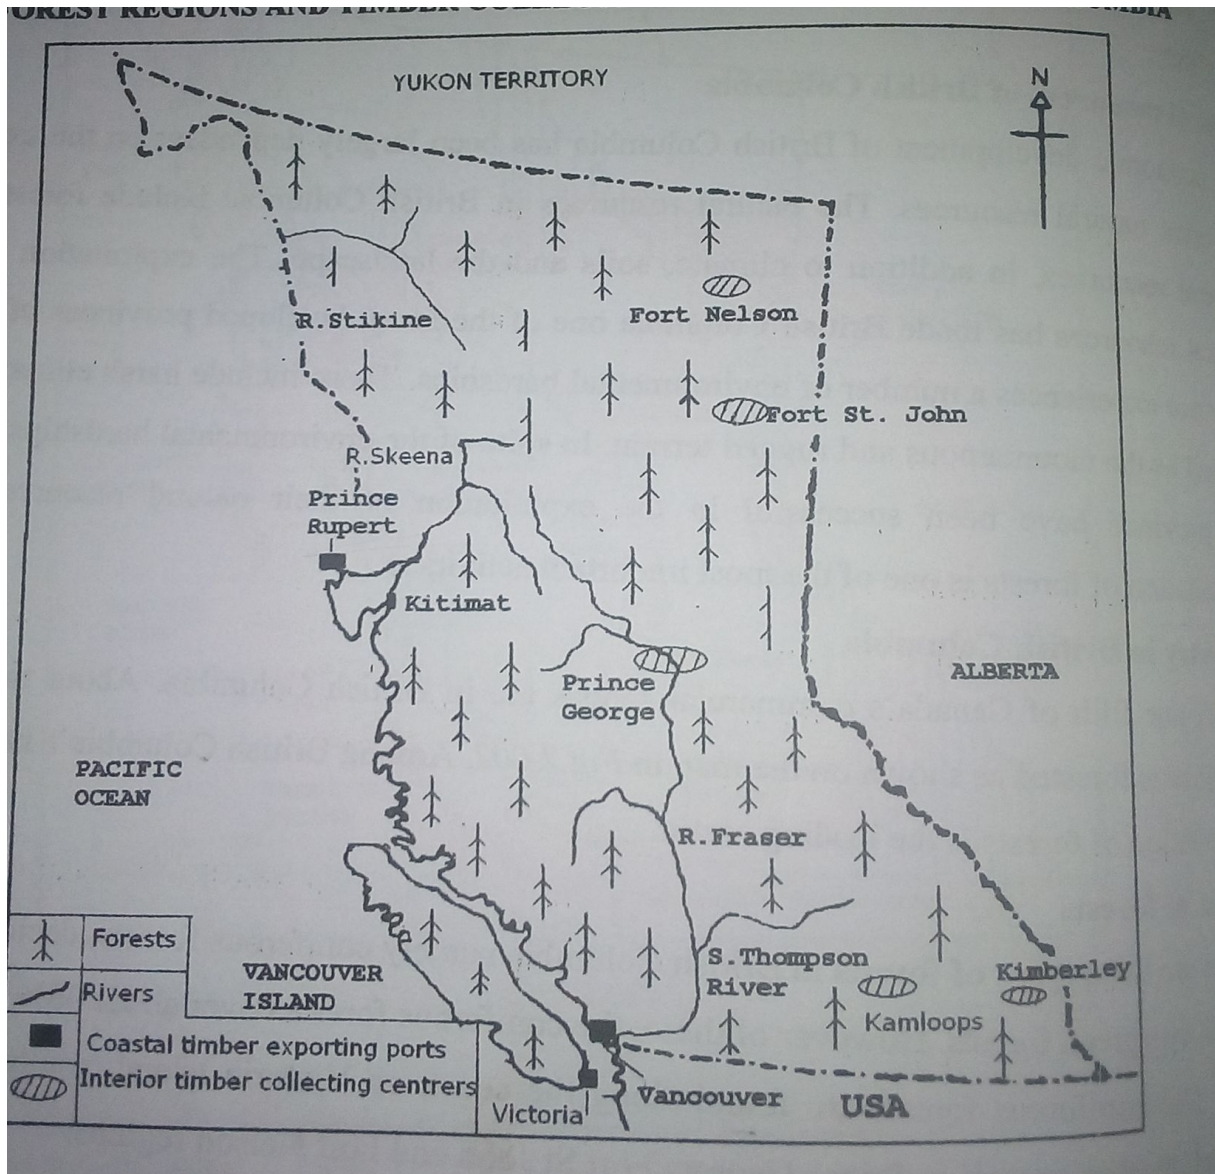 YUKON TERRITORY
N
R.Stikine
Fort Nelson
Fort St. John
R.Skeena
Prince
Rupert
Kitimat
Prince
George
ALBERTA
PACIFIC
OCEAN
R.Fraser
S.Thompson
River
Kimberley
Kamloops
VANCOUVER
ISLAND
Forests
Rivers
Coastal timber exporting ports
Interior timber collecting centrers
Victoria
Vancouver
USA